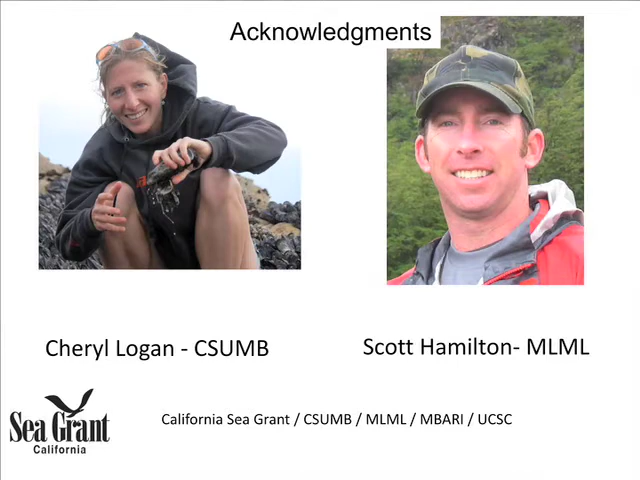 Acknowledgments
Cheryl Logan - CSUMB
Scott Hamilton- MLML
Sea Grant
California
California Sea Grant / CSUMB / MLML / MBARI / UCSC